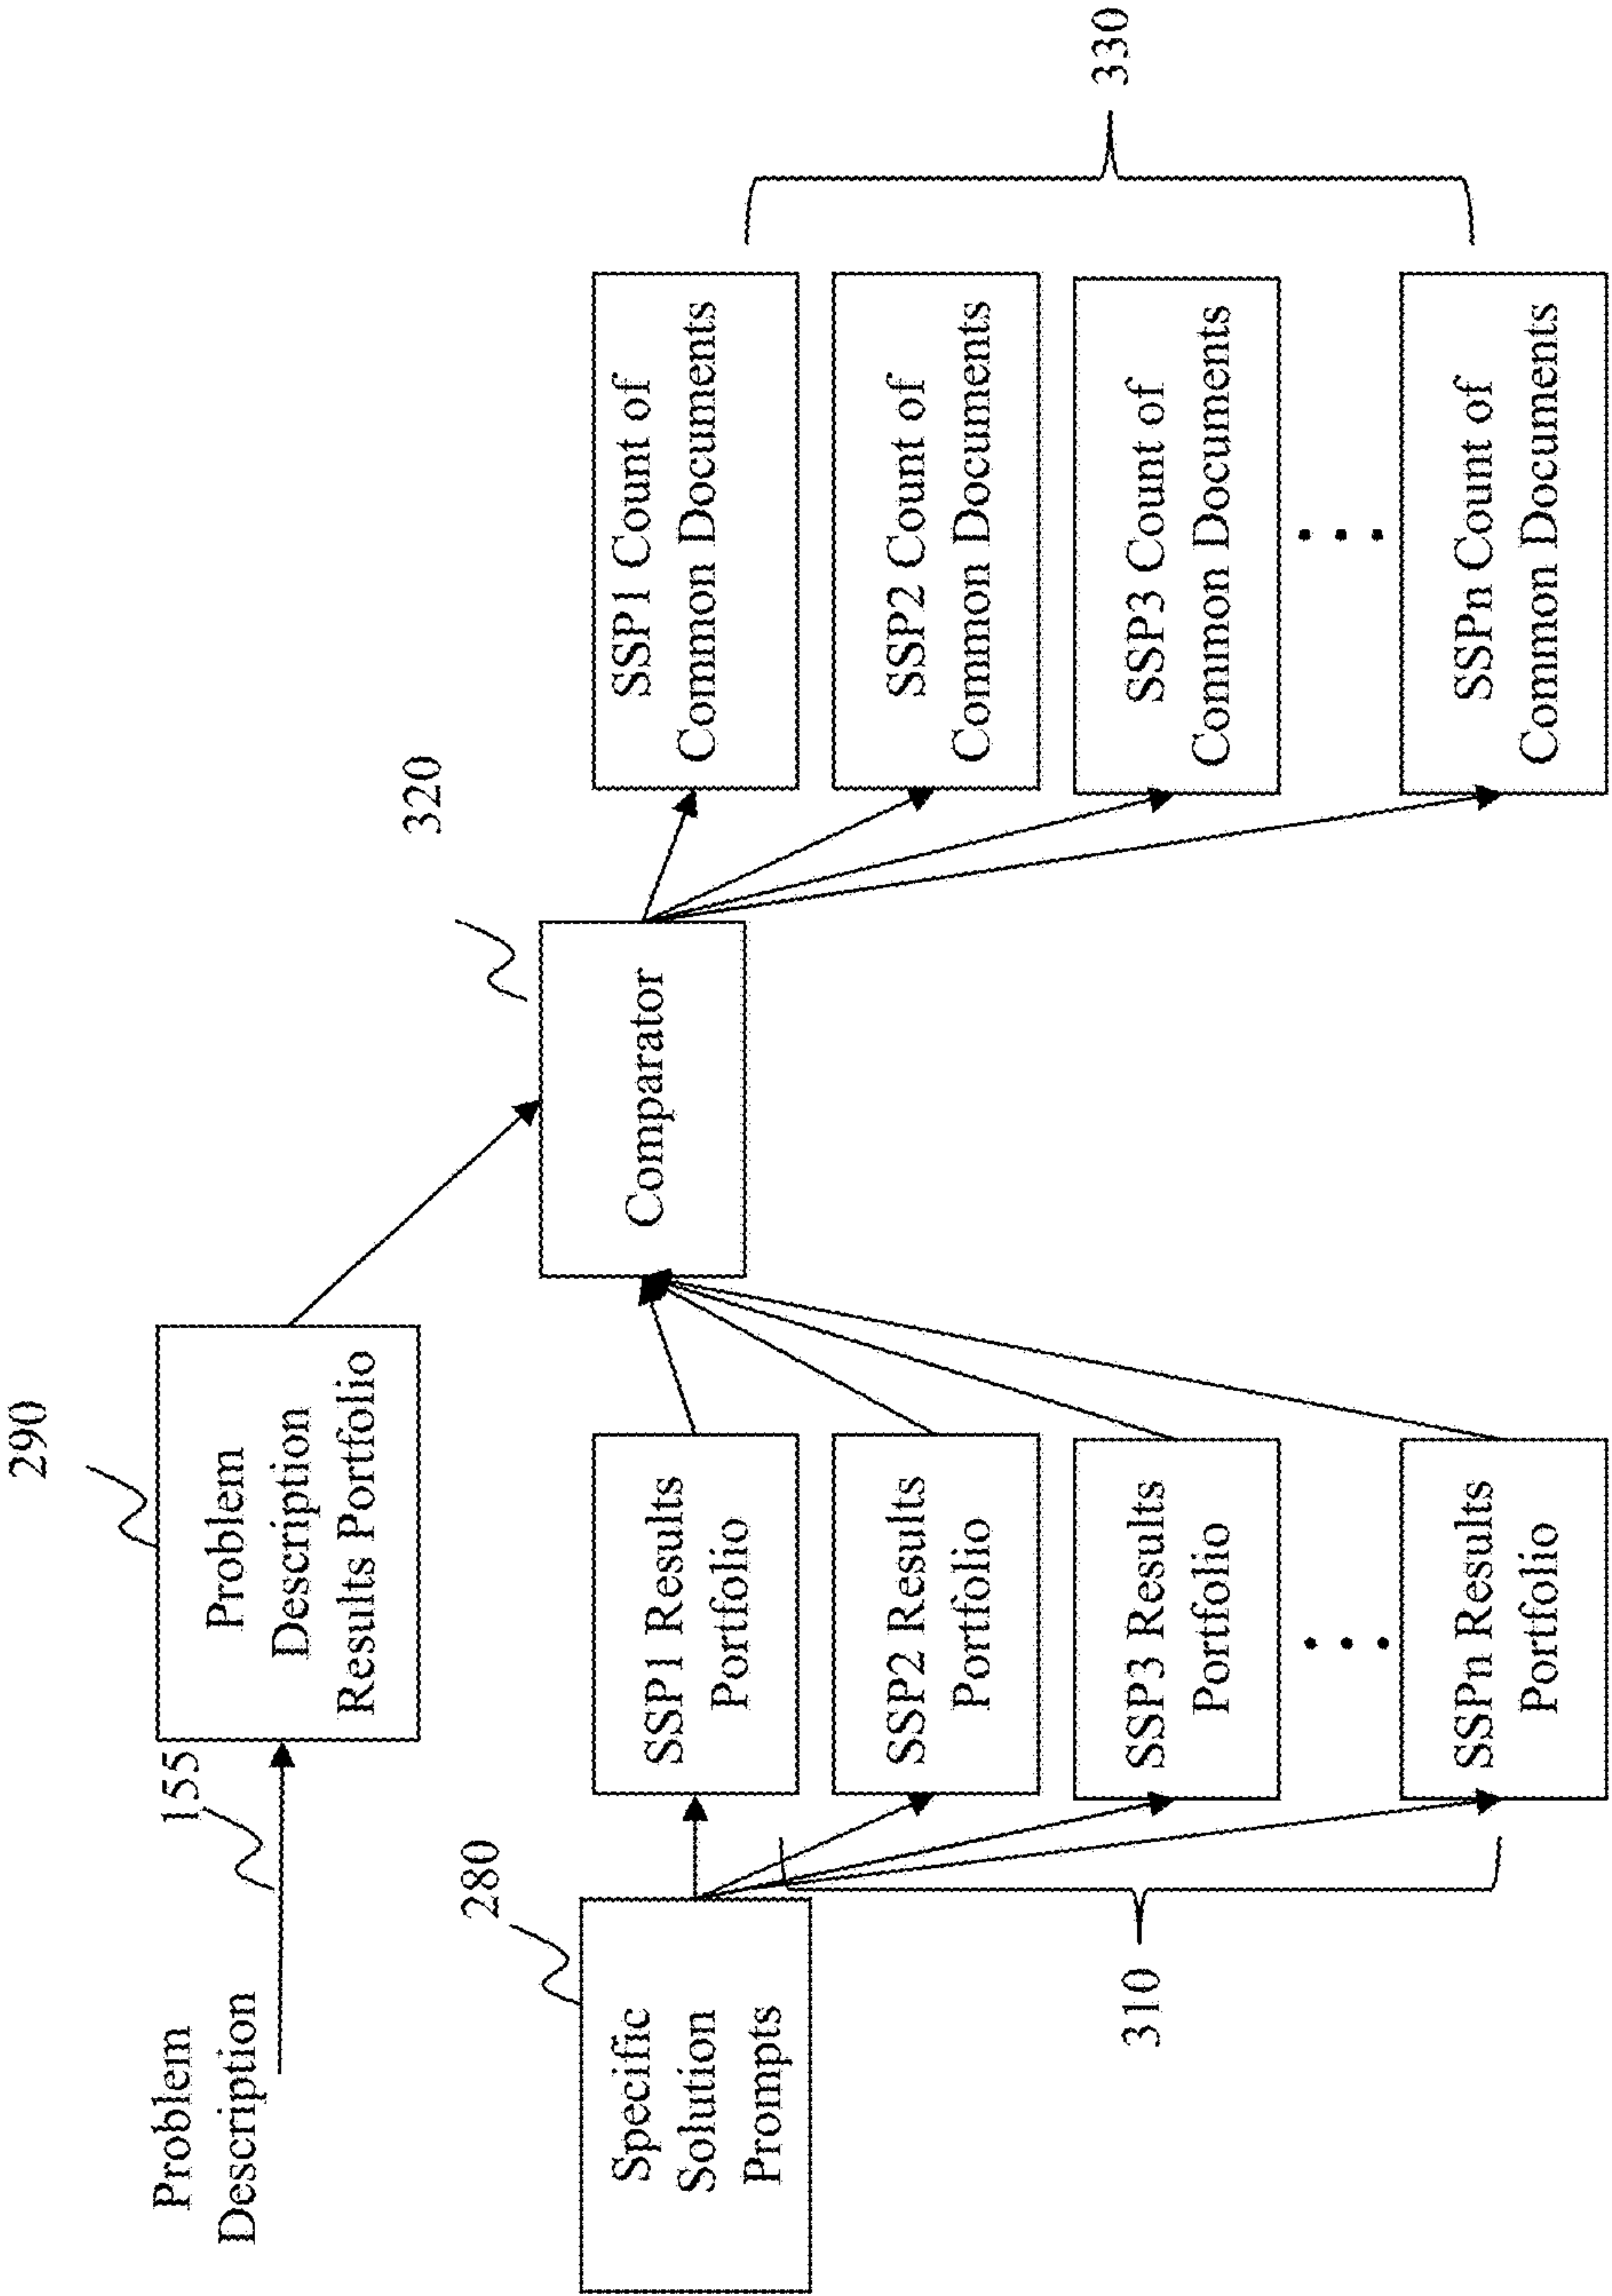 290
Problem
Description
155
Problem
Description
Results Portfolio
320
Comparator
280
Specific
Solution
Prompts
310
SSP1 Results
Portfolio
SSP2 Results
Portfolio
SSP3 Results
Portfolio
• • •
SSPn Results
Portfolio
SSP1 Count of
Common Documents
SSP2 Count of
Common Documents
SSP3 Count of
Common Documents
• • •
SSPn Count of
Common Documents
330